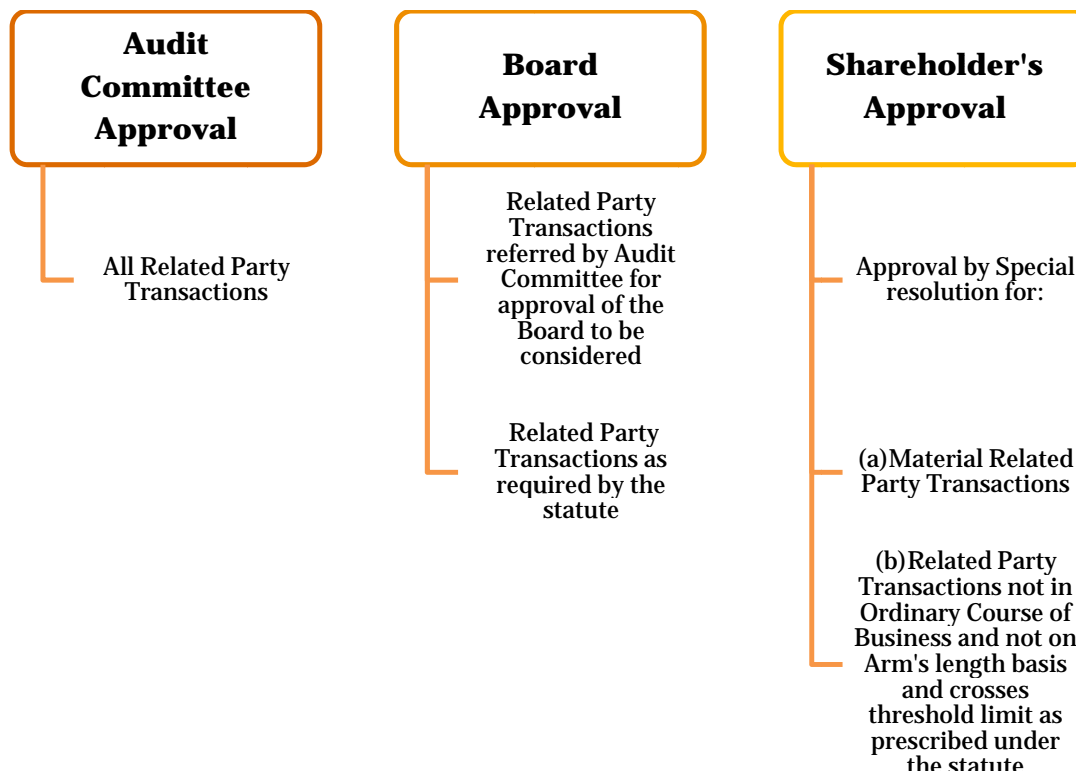 Audit
Committee
Approval
All Related Party
Transactions
Board
Approval
Related Party
Transactions
referred by Audit
Committee for
approval of the
Board to be
considered
Related Party
Transactions as
required by the
statute
Shareholder's
Approval
Approval by Special
resolution for:
(a)Material Related
Party Transactions
(b)Related Party
Transactions not in
Ordinary Course of
Business and not on
Arm's length basis
and crosses
threshold limit as
prescribed under
the statute